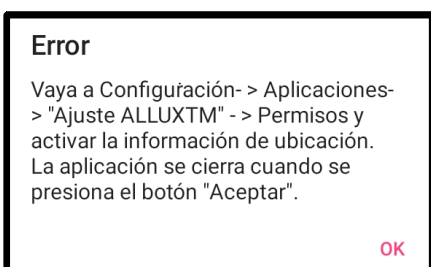 Error
Vaya a Configuración- > Aplicaciones-
> "Ajuste ALLUXTM" - > Permisos y
activar la información de ubicación.
La aplicación se cierra cuando se
presiona el botón "Aceptar".
OK